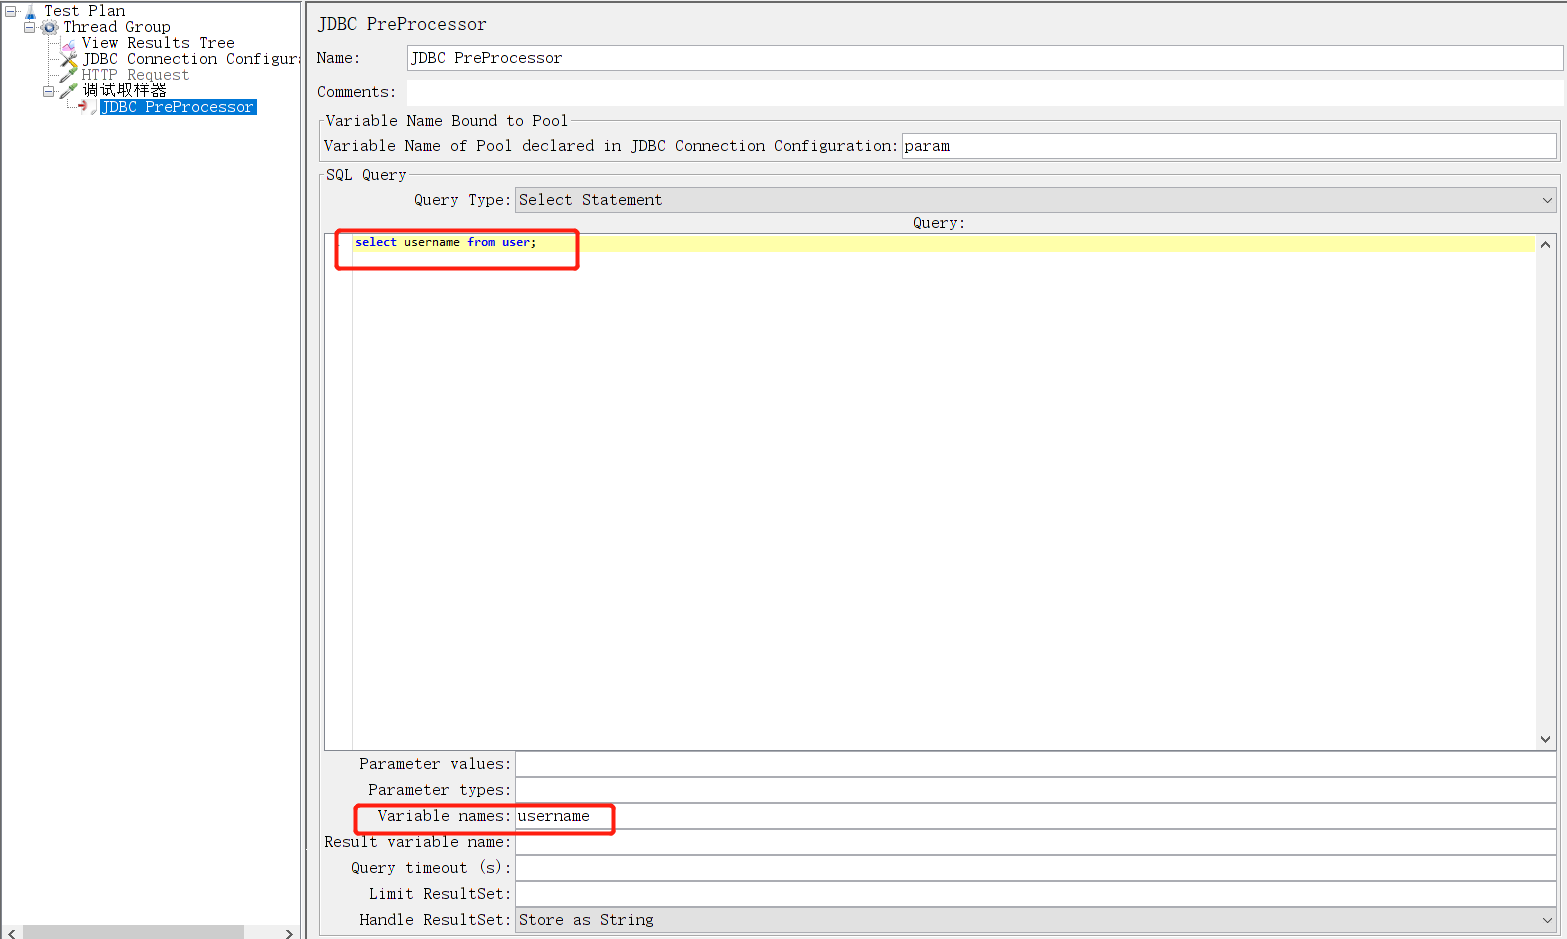 Test Plan
Thread Group
View Results Tree
JDBC Connection Configura
HTTP Request
调试取样器
JDBC PreProcessor
JDBC PreProcessor
Name: JDBC PreProcessor
Comments:
Variable Name Bound to Pool
Variable Name of Pool declared in JDBC Connection Configuration: param
SQL Query
Query Type: Select Statement
Query:
select username from user;
Parameter values:
Parameter types:
Variable names: username
Result variable name:
Query timeout (s):
Limit ResultSet:
Handle ResultSet: Store as String